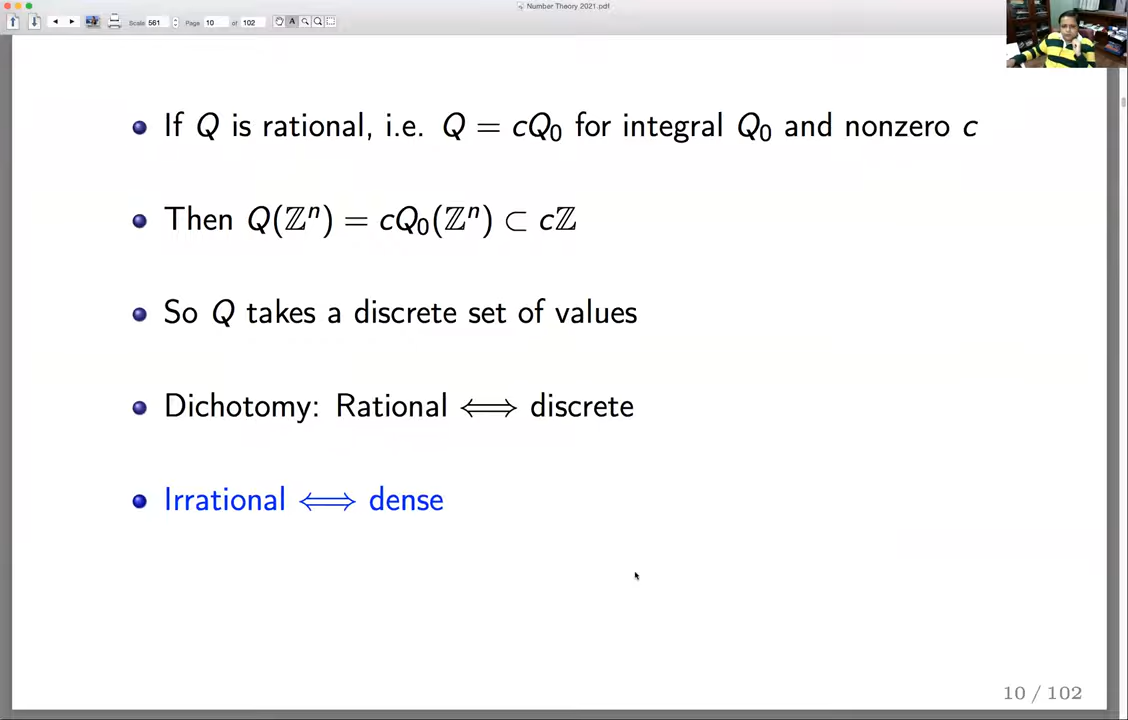 Number Theory 2021.pdf
Scale 561 Page 10 of 102
If Q is rational, i.e. Q = cQ₀ for integral Q₀ and nonzero c
Then Q(ℤⁿ) = cQ₀(ℤⁿ) ⊂ cℤ
So Q takes a discrete set of values
Dichotomy: Rational ⟺ discrete
Irrational ⟺ dense
10 / 102